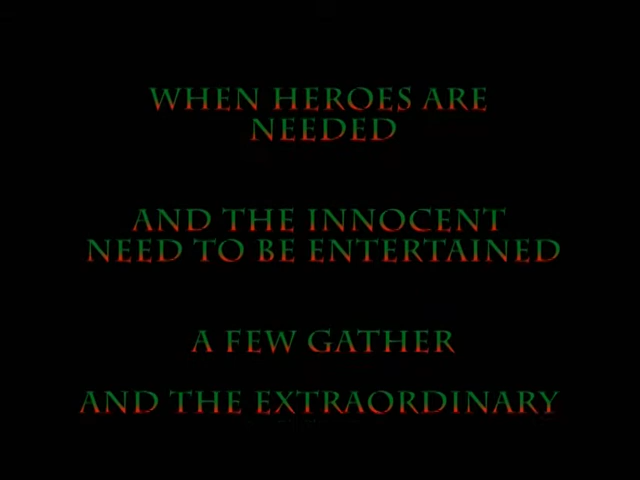 WHEN HEROES ARE
NEEDED
AND THE INNOCENT
NEED TO BE ENTERTAINED
A FEW GATHER
AND THE EXTRAORDINARY